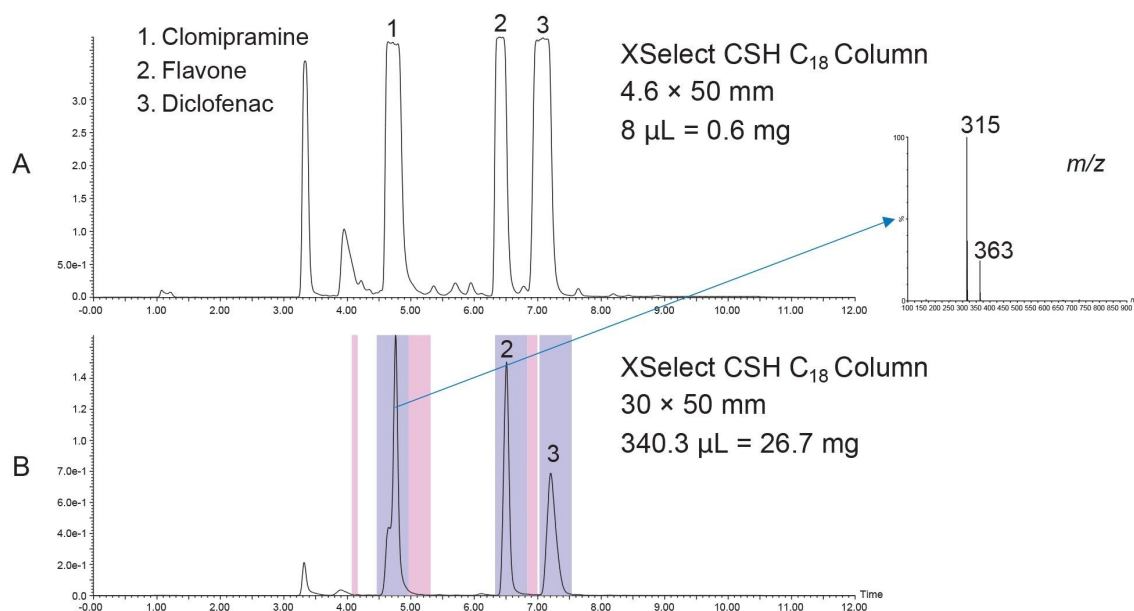 1. Clomipramine
2. Flavone
3. Diclofenac
1
2
3
XSelect CSH C₁₈ Column
4.6 × 50 mm
8 µL = 0.6 mg
A
3.0
2.5
2.0
1.5
1.0
5.0e-1
0.0
-0.00 1.00 2.00 3.00 4.00 5.00 6.00 7.00 8.00 9.00 10.00 11.00 12.00
100
%
0
315
363
m/z
100 150 200 250 300 350 400 450 500 550 600 650 700 750 800 850 900
B
1.4
1.2
1.0
7.0e-1
6.0e-1
4.0e-1
2.0e-1
0.0
2
3
XSelect CSH C₁₈ Column
30 × 50 mm
340.3 µL = 26.7 mg
-0.00 1.00 2.00 3.00 4.00 5.00 6.00 7.00 8.00 9.00 10.00 11.00 12.00
Time